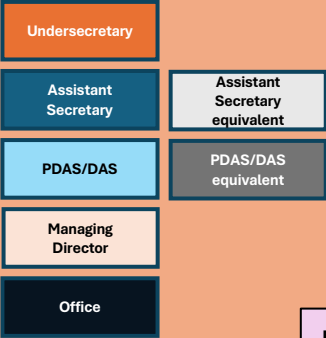 Undersecretary
Assistant
Secretary
Assistant
Secretary
equivalent
PDAS/DAS
PDAS/DAS
equivalent
Managing
Director
Office